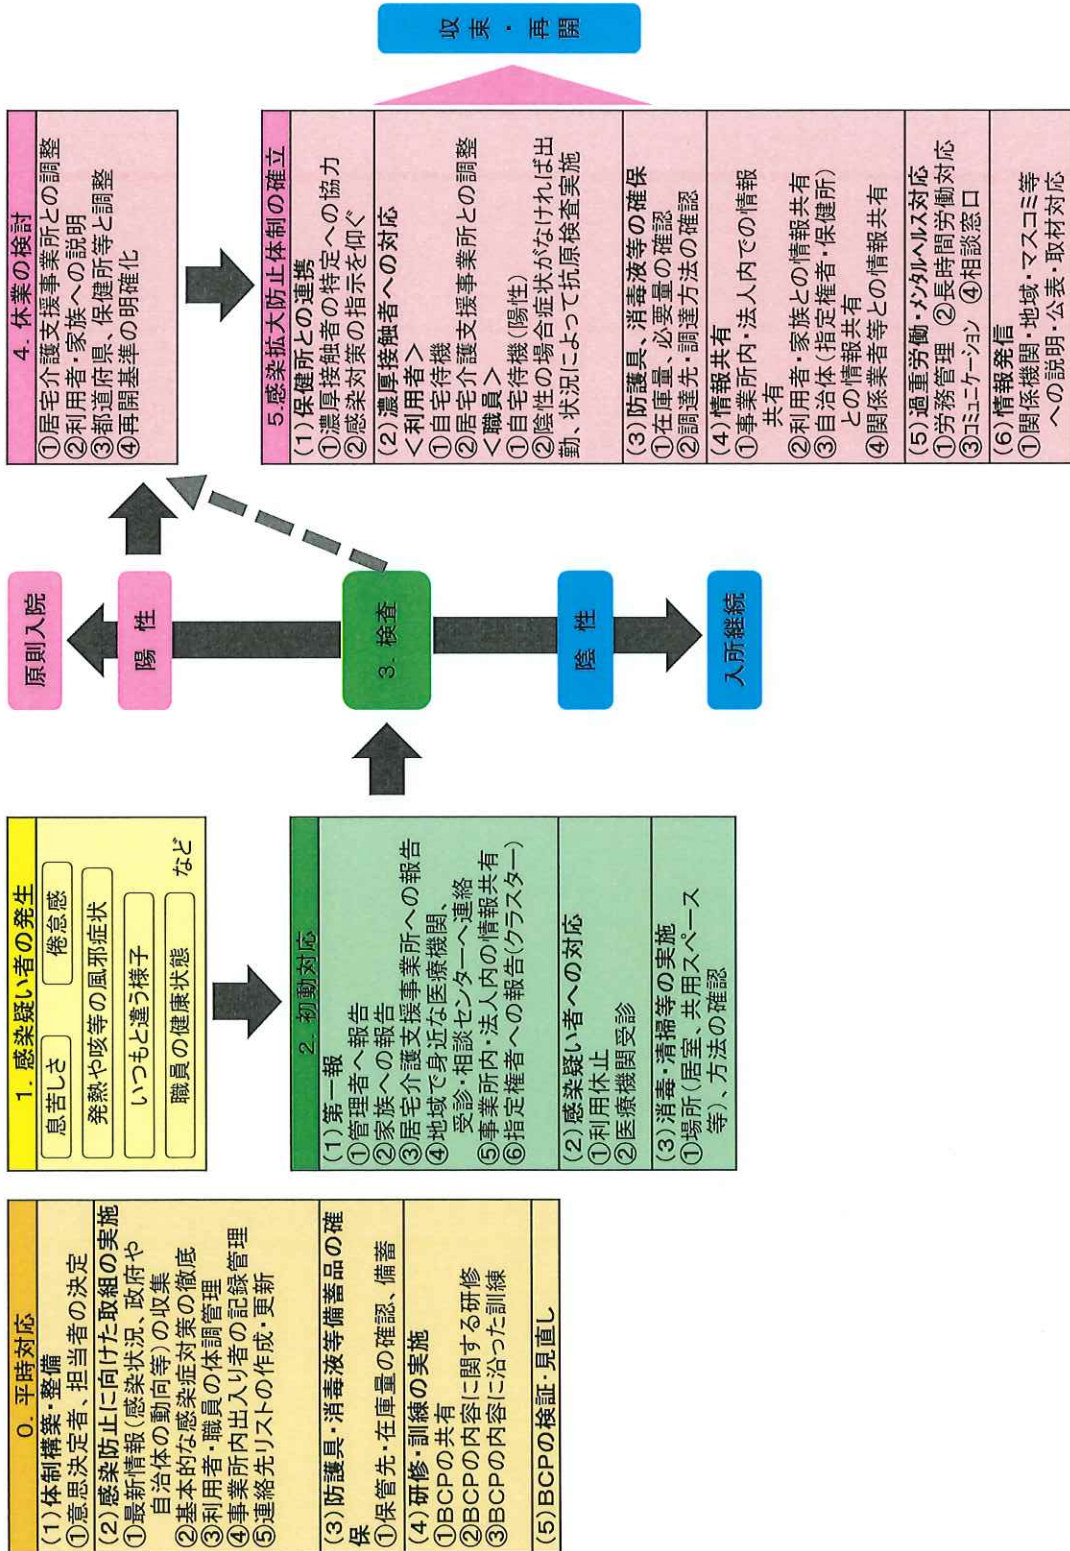 0. 平時対応
(1)体制構築・整備
①意思決定者、担当者の決定
(2)感染防止に向けた取組の実施
①最新情報(感染状況、政府や
自治体の動向等)の収集
②基本的な感染症対策の徹底
③利用者・職員の体調管理
④事業所内出入り者の記録管理
⑤連絡先リストの作成・更新
(3)防護具・消毒液等備蓄品の確
保
①保管先・在庫量の確認、備蓄
(4)研修・訓練の実施
①BCPの共有
②BCPの内容に関する研修
③BCPの内容に沿った訓練
(5)BCPの検証・見直し
1. 感染疑い者の発生
息苦しさ
倦怠感
発熱や咳等の風邪症状
いつもと違う様子
職員の健康状態
など
2. 初動対応
(1)第一報
①管理者へ報告
②家族への報告
③居宅介護支援事業所への報告
④地域で身近な医療機関、
受診・相談センターへ連絡
⑤事業所内・法人内の情報共有
⑥指定権者への報告(クラスター)
(2)感染疑い者への対応
①利用休止
②医療機関受診
(3)消毒・清掃等の実施
①場所(居室、共用スペース
等)、方法の確認
原則入院
陽 性
3. 検査
陰 性
入所継続
4. 休業の検討
①居宅介護支援事業所との調整
②利用者・家族への説明
③都道府県、保健所等と調整
④再開基準の明確化
5.感染拡大防止体制の確立
(1)保健所との連携
①濃厚接触者の特定への協力
②感染対策の指示を仰ぐ
(2)濃厚接触者への対応
<利用者>
①自宅待機
②居宅介護支援事業所との調整
<職員>
①自宅待機(陽性)
②陰性の場合症状がなければ出
勤、状況によって抗原検査実施
(3)防護具、消毒液等の確保
①在庫量、必要量の確認
②調達先・調達方法の確認
(4)情報共有
①事業所内・法人内での情報
共有
②利用者・家族との情報共有
③自治体(指定権者・保健所)
との情報共有
④関係業者等との情報共有
(5)過重労働・メンタルヘルス対応
①労務管理 ②長時間労働対応
③コミュニケーション ④相談窓口
(6)情報発信
①関係機関・地域・マスコミ等
への説明・公表・取材対応
収束・再開